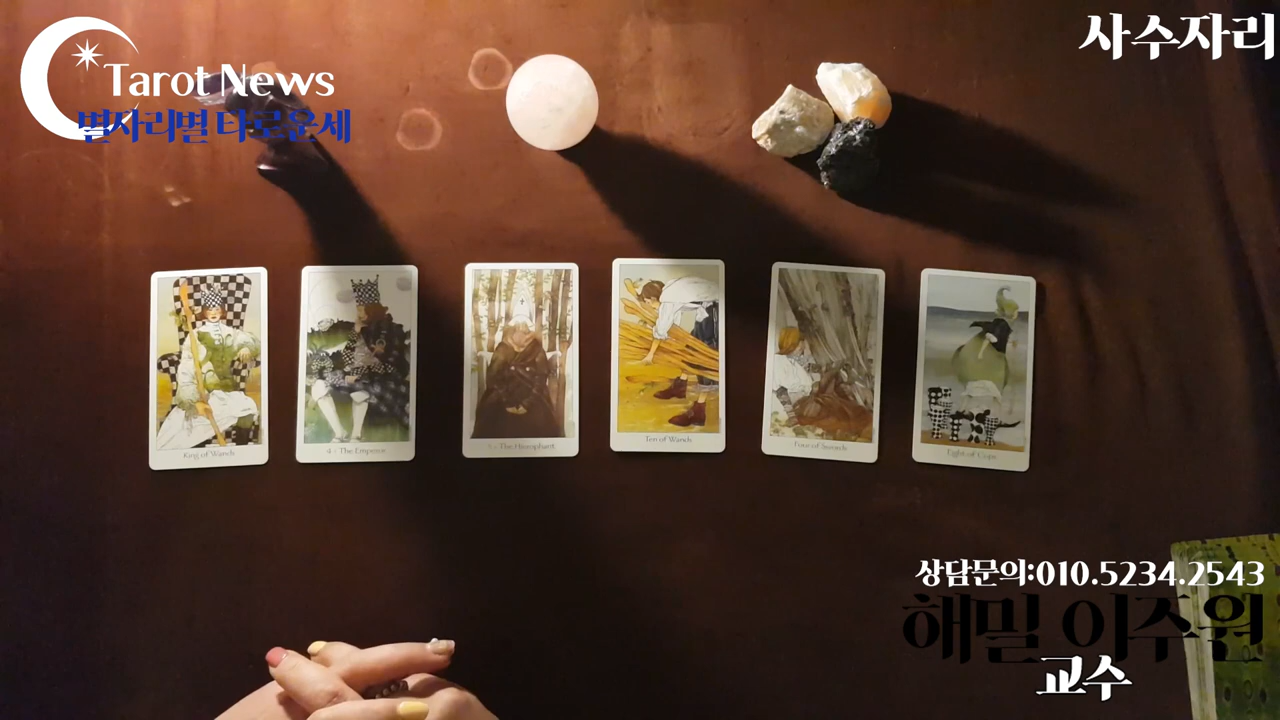 Tarot News
별자리별 타로운세
사수자리
King of Wands
4 - The Emperor
5 - The Hierophant
Ten of Wands
Four of Swords
Eight of Cups
상담문의:010.5234.2543
해밀 이주원
교수